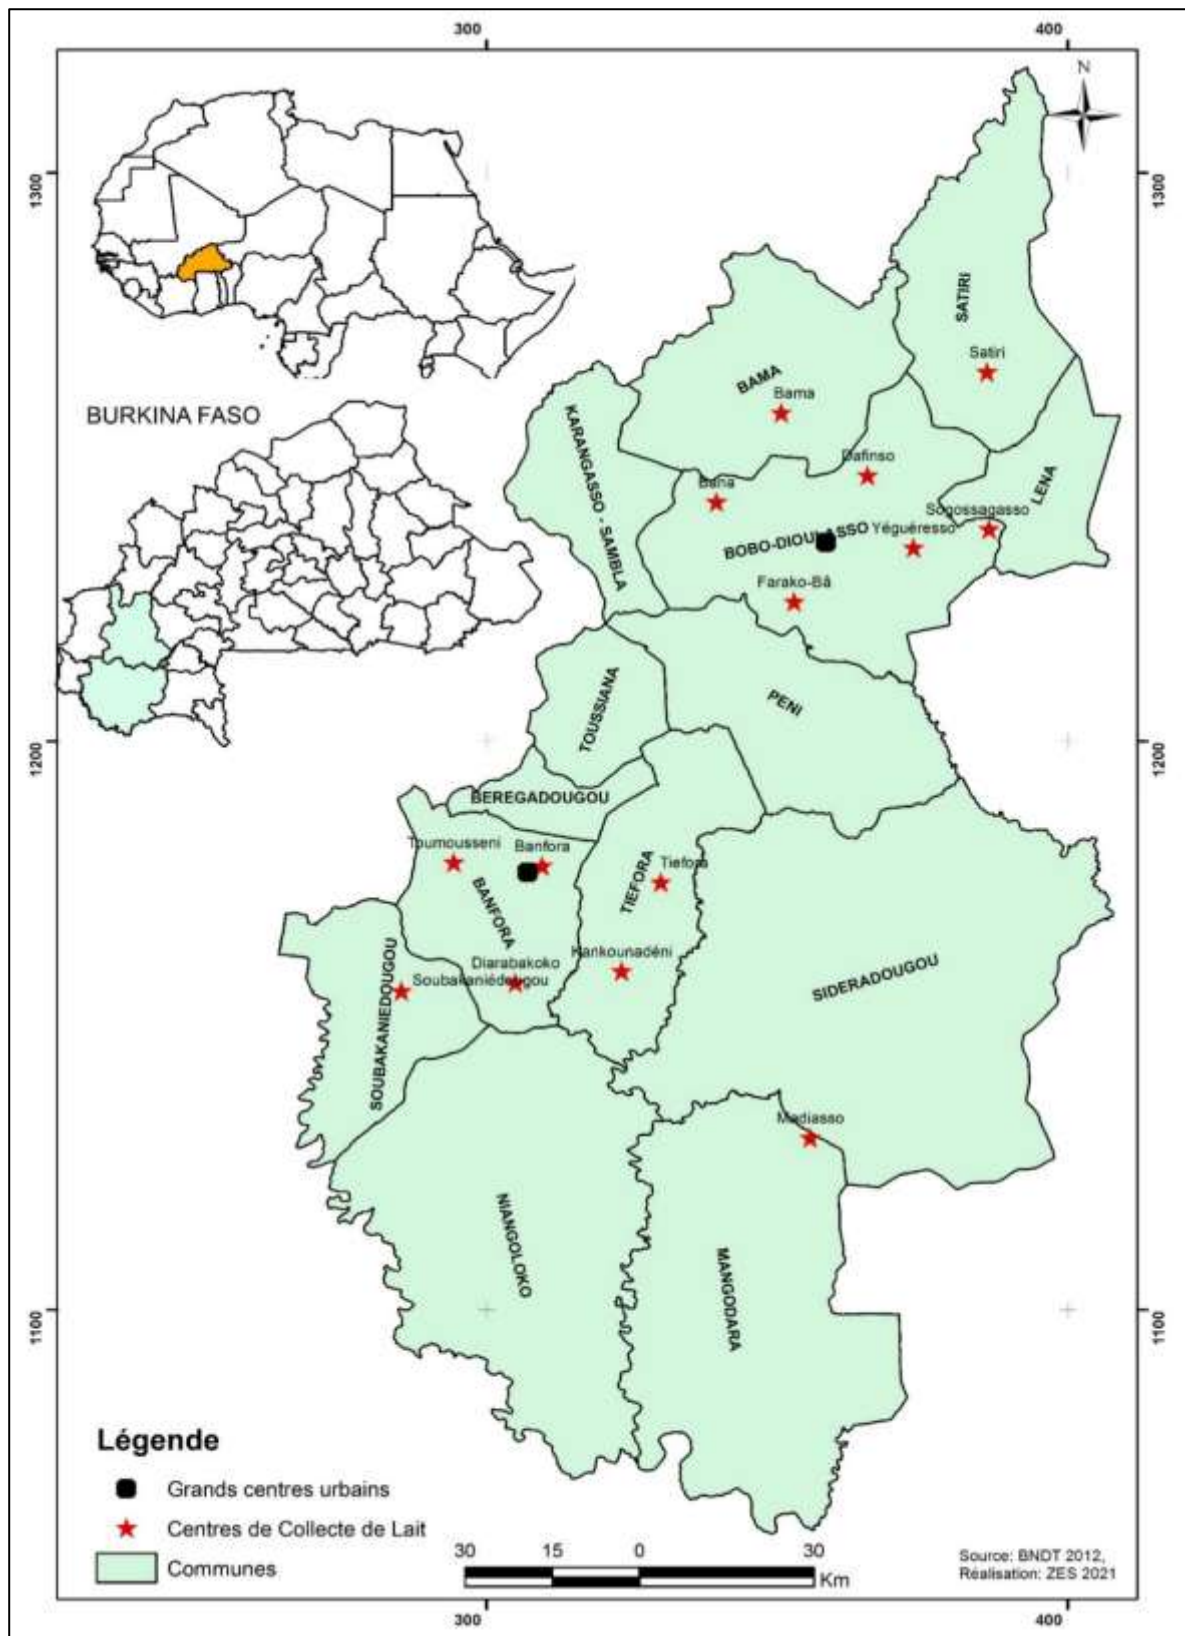 300 400
N
1300 1300
SATIRI
Satiri
BAMA
Bama
BURKINA FASO
KARANGASSO - SAMBLA
Dafinso
Bana
LENA
Sogossagasso
Yéguéresso
BOBO-DIOULASSO
Farako-Bâ
TOUSSIANA
PENI
1200 1200
BEREGADOUGOU
Toumousseni
Banfora
Tiefora
TIEFORA
BANFORA
Kankounadéni
Diarabakoko
Soubakaniédougou
SOUBAKANIEDOUGOU
SIDERADOUGOU
Madiasso
NIANGOLOKO
MANGODARA
1100 1100
Légende
Grands centres urbains
Centres de Collecte de Lait
Communes
30 15 0 30
Km
Source: BNDT 2012,
Réalisation: ZES 2021
300 400